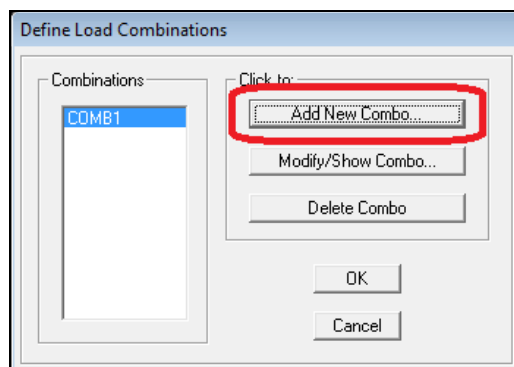 Define Load Combinations
Combinations
Click to:
COMB1
Add New Combo...
Modify/Show Combo...
Delete Combo
OK
Cancel